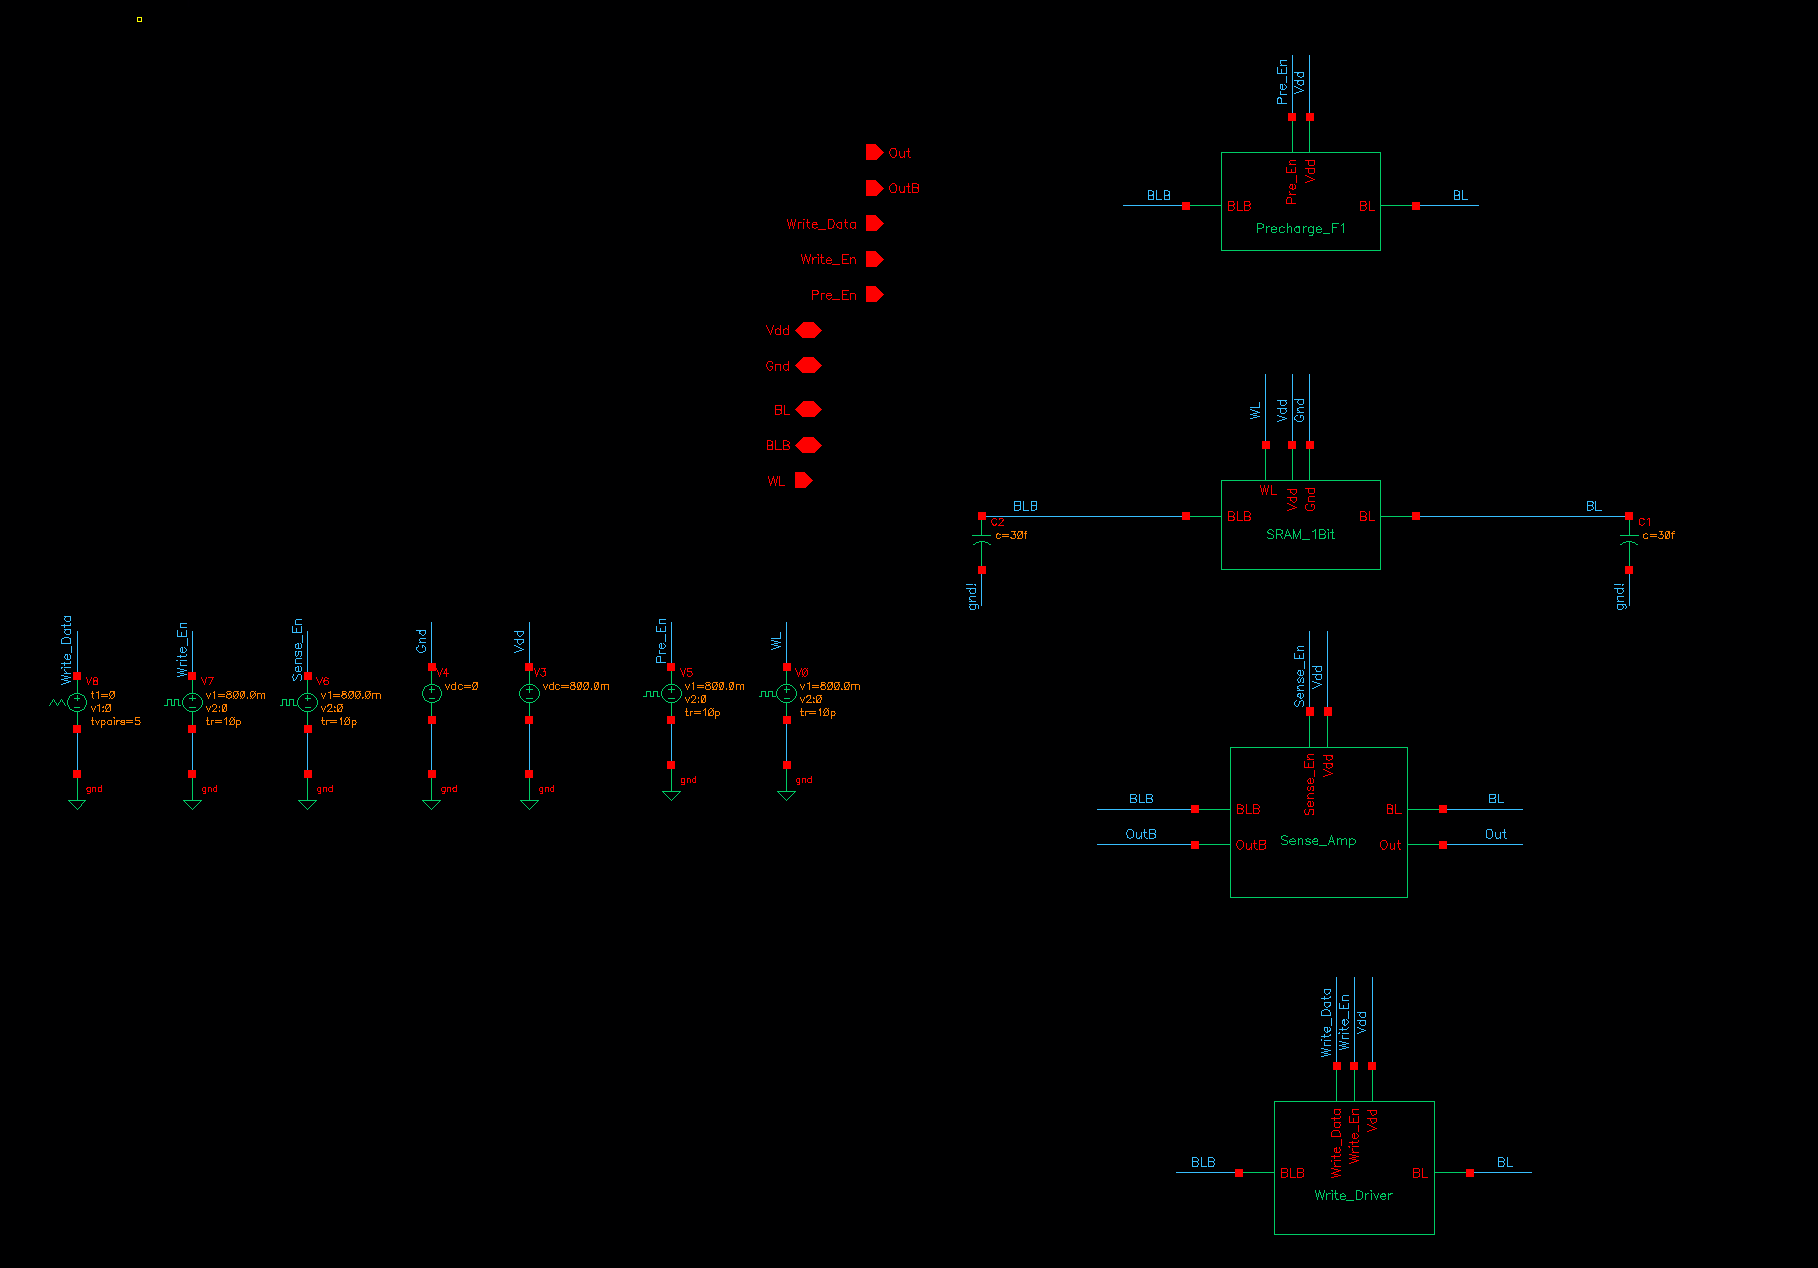 Pre_En
Vdd
BLB
BL
BLB
Pre_En
Vdd
BL
Precharge_F1
Out
OutB
Write_Data
Write_En
Pre_En
Vdd
Gnd
BL
BLB
WL
WL
Vdd
Gnd
BLB
BL
C2
c=30f
gnd!
BLB
WL
Vdd
Gnd
BL
SRAM_1Bit
C1
c=30f
gnd!
Write_Data
V8
t1=0
v1:0
tvpairs=5
gnd
Write_En
V7
v1=800.0m
v2:0
tr=10p
gnd
Sense_En
V6
v1=800.0m
v2:0
tr=10p
gnd
Gnd
V4
vdc=0
gnd
Vdd
V3
vdc=800.0m
gnd
Pre_En
V5
v1=800.0m
v2:0
tr=10p
gnd
WL
V0
v1=800.0m
v2:0
tr=10p
gnd
Sense_En
Vdd
BLB
BL
OutB
Out
Sense_En
Vdd
BLB
BL
OutB
Sense_Amp
Out
Write_Data
Write_En
Vdd
BLB
BL
Write_Data
Write_En
Vdd
BLB
BL
Write_Driver